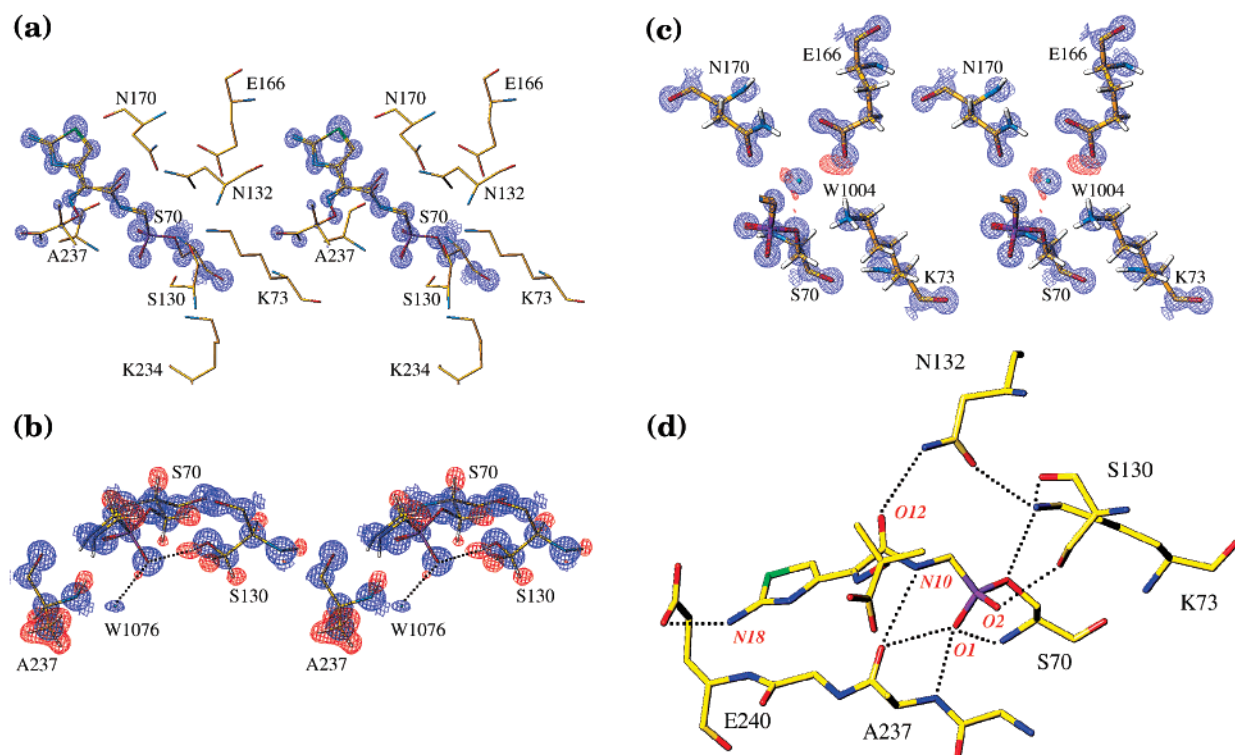 (a)
E166
N170
N132
S70
A237
S130
K73
K234
E166
N170
N132
S70
A237
S130
K73
K234
(b)
S70
S130
W1076
A237
S70
S130
W1076
A237
(c)
E166
N170
W1004
K73
S70
E166
N170
W1004
K73
S70
(d)
N132
S130
O12
K73
N10
O2
N18
O1
S70
E240
A237